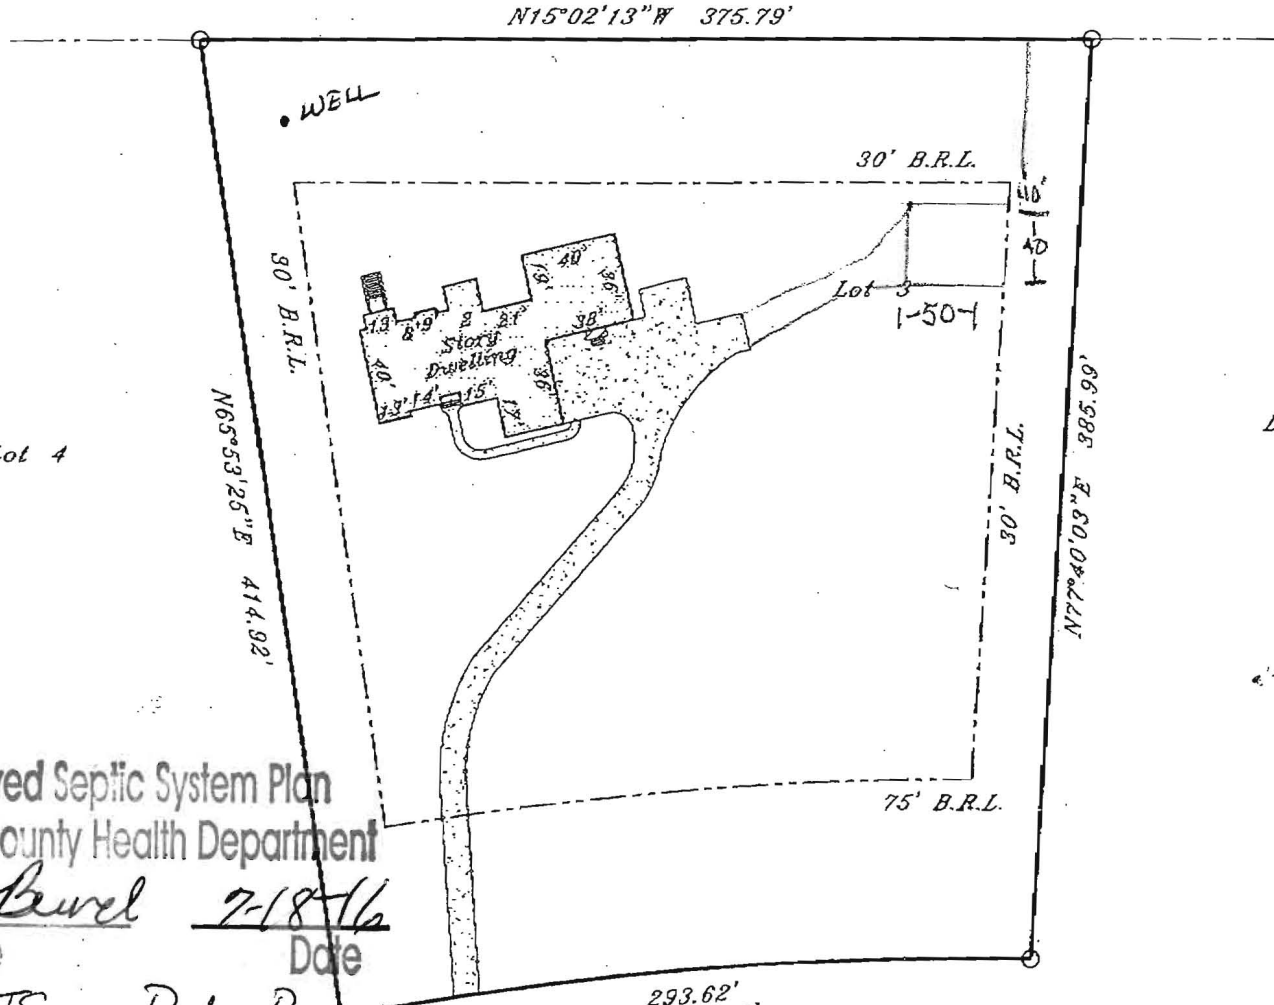 N15°02'13"W 375.79'
WELL
30' B.R.L.
10'
40
30' B.R.L.
40'
19'
36'
Lot 3
1-50-1
13'
8'
9'
2
21'
38'
Story
Dwelling
40'
36'
14'
15'
13'
17'
N65°53'25"E 414.92'
Lot 4
30' B.R.L.
N77°40'03"E 385.99'
ved Septic System Plan
75' B.R.L.
ounty Health Department
7-18-16
Date
293.62'